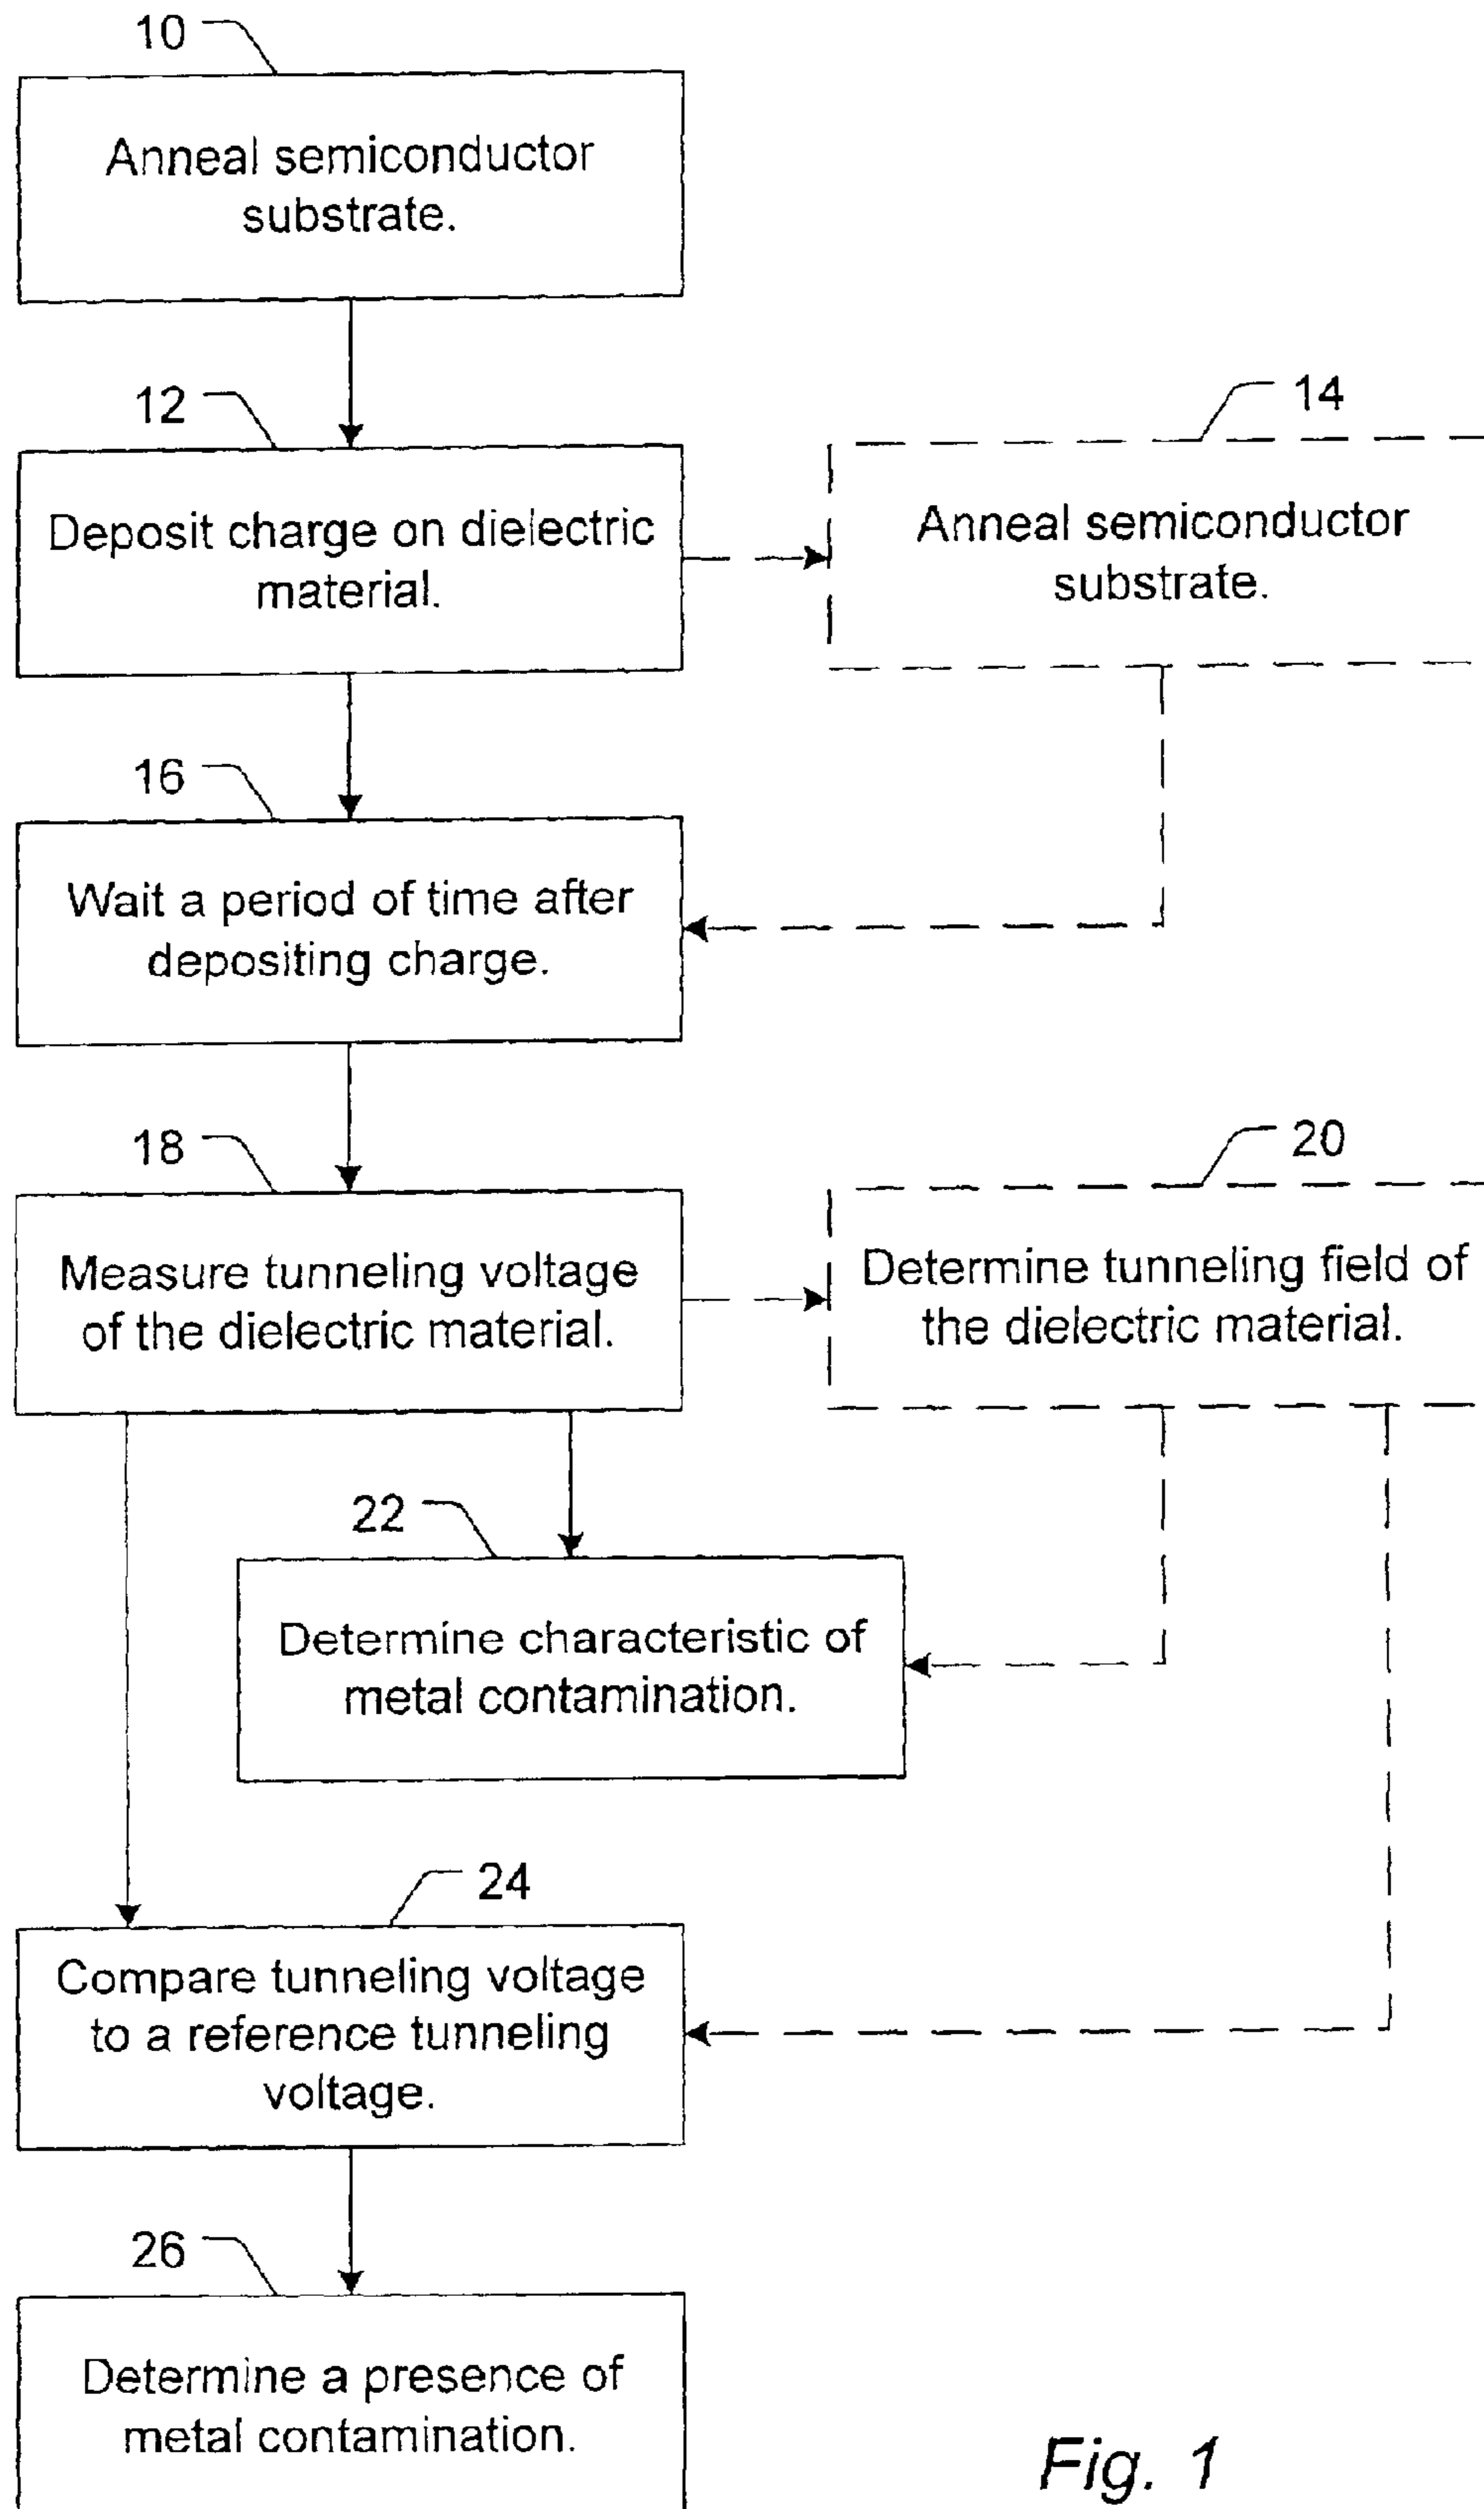 10
Anneal semiconductor
substrate.
12
Deposit charge on dielectric
material.
14
Anneal semiconductor
substrate.
16
Wait a period of time after
depositing charge.
18
Measure tunneling voltage
of the dielectric material.
20
Determine tunneling field of
the dielectric material.
22
Determine characteristic of
metal contamination.
24
Compare tunneling voltage
to a reference tunneling
voltage.
26
Determine a presence of
metal contamination.
Fig. 1